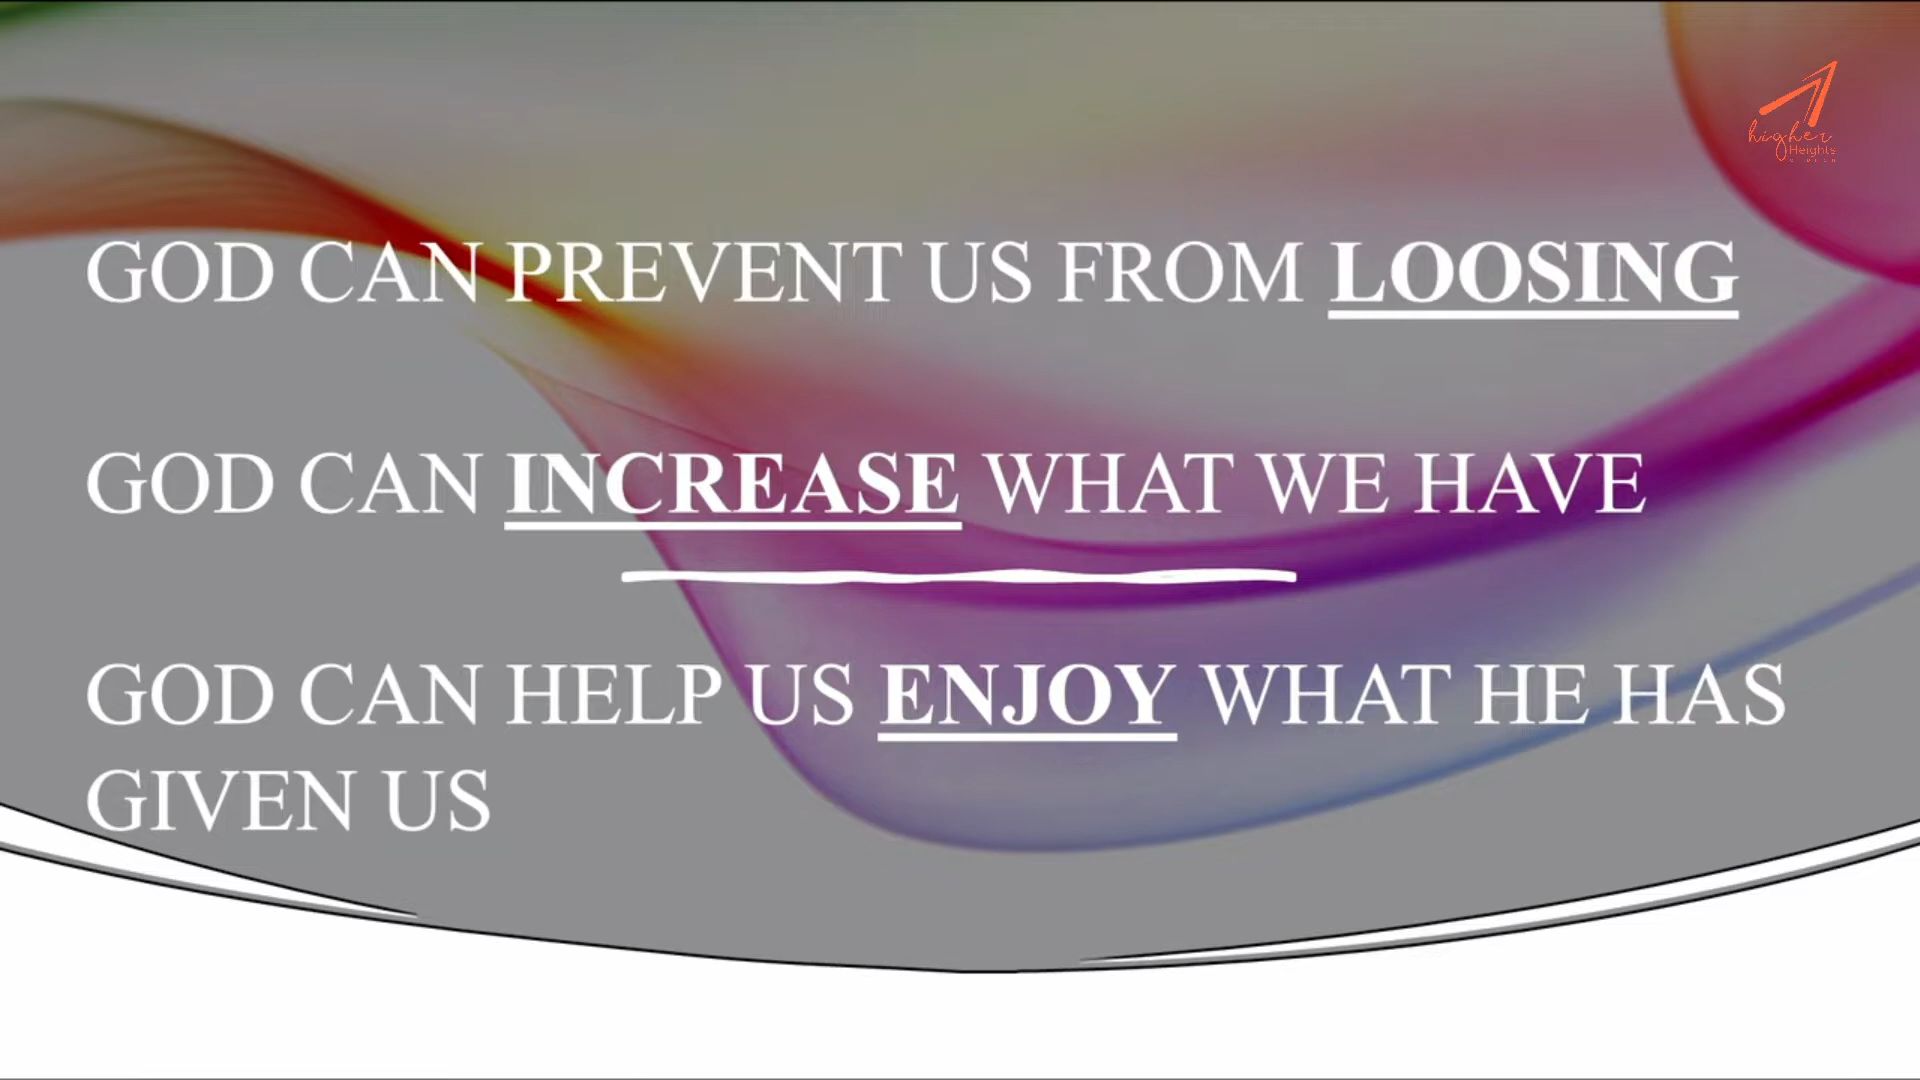 higher
Heights
GOD CAN PREVENT US FROM LOOSING
GOD CAN INCREASE WHAT WE HAVE
GOD CAN HELP US ENJOY WHAT HE HAS
GIVEN US